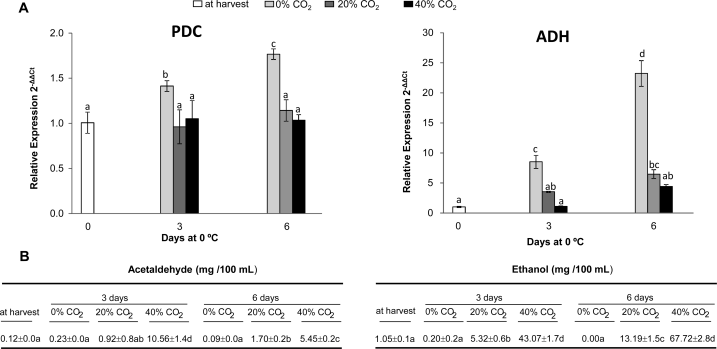 at harvest 0% CO2 20% CO2 40% CO2
A
PDC
Relative Expression 2-ΔΔCt
2.0
1.5
1.0
0.5
0.0
a
b
a
a
c
a
a
0 3 6
Days at 0 ºC
ADH
Relative Expression 2-ΔΔCt
30
25
20
15
10
5
0
a
c
ab
a
d
bc
ab
0 3 6
Days at 0 ºC
B
Acetaldehyde (mg /100 mL)
3 days 6 days
at harvest 0% CO2 20% CO2 40% CO2 0% CO2 20% CO2 40% CO2
0.12±0.0a 0.23±0.0a 0.92±0.8ab 10.56±1.4d 0.09±0.0a 1.70±0.2b 5.45±0.2c
Ethanol (mg /100 mL)
3 days 6 days
at harvest 0% CO2 20% CO2 40% CO2 0% CO2 20% CO2 40% CO2
1.05±0.1a 0.20±0.2a 5.32±0.6b 43.07±1.7d 0.00a 13.19±1.5c 67.72±2.8d